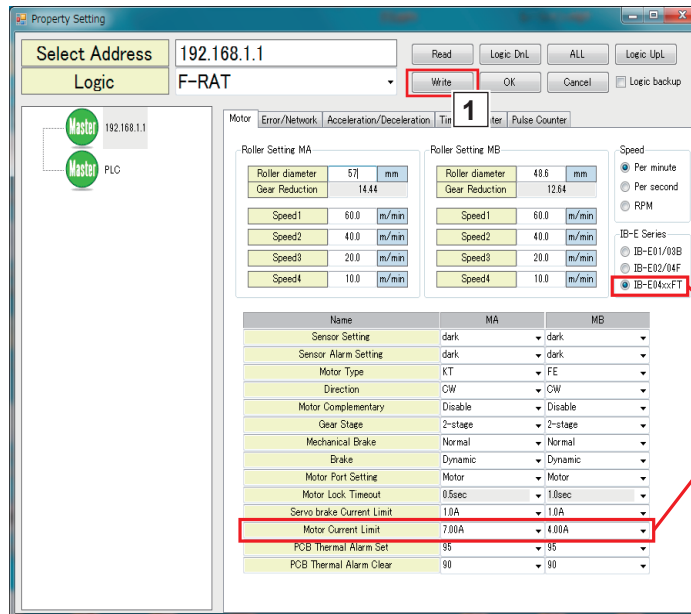 Property Setting
Select Address 192.168.1.1 Read Logic DnL ALL Logic UpL
Logic F-RAT Write OK Cancel Logic backup
1
Master 192.168.1.1
Master PLC
Motor Error/Network Acceleration/Deceleration Pulse Counter
Roller Setting MA Roller Setting MB Speed
Roller diameter 57 mm Roller diameter 48.6 mm Per minute
Gear Reduction 14.44 Gear Reduction 12.64 Per second
RPM
Speed1 60.0 m/min Speed1 60.0 m/min
Speed2 40.0 m/min Speed2 40.0 m/min IB-E Series
Speed3 20.0 m/min Speed3 20.0 m/min IB-E01/03B
Speed4 10.0 m/min Speed4 10.0 m/min IB-E02/04F
IB-E04xxFT
Name MA MB
Sensor Setting dark dark
Sensor Alarm Setting dark dark
Motor Type KT FE
Direction CW CW
Motor Complementary Disable Disable
Gear Stage 2-stage 2-stage
Mechanical Brake Normal Normal
Brake Dynamic Dynamic
Motor Port Setting Motor Motor
Motor Lock Timeout 0.5sec 1.0sec
Servo brake Current Limit 1.0A 1.0A
Motor Current Limit 7.00A 4.00A
PCB Thermal Alarm Set 95 95
PCB Thermal Alarm Clear 90 90